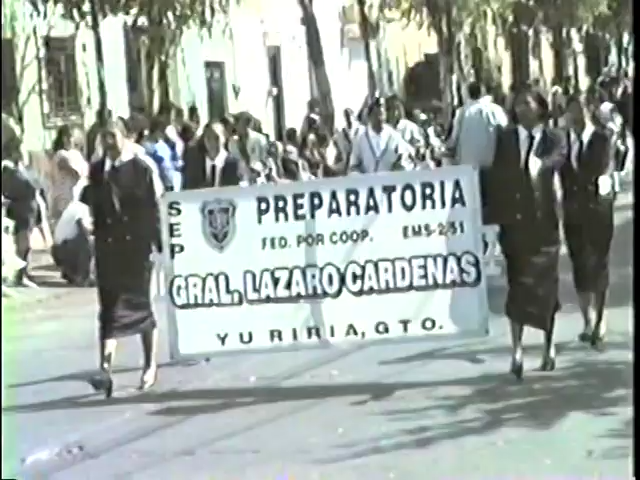 SEP
PREPARATORIA
FED. POR COOP. EMS-2-51
GRAL. LAZARO CARDENAS
YURIRIA, GTO.